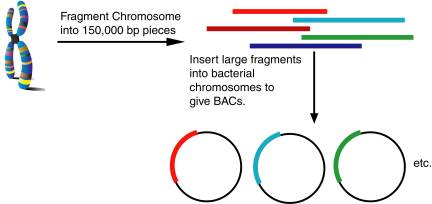 Fragment Chromosome
into 150,000 bp pieces
Insert large fragments
into bacterial
chromosomes to
give BACs.
etc.